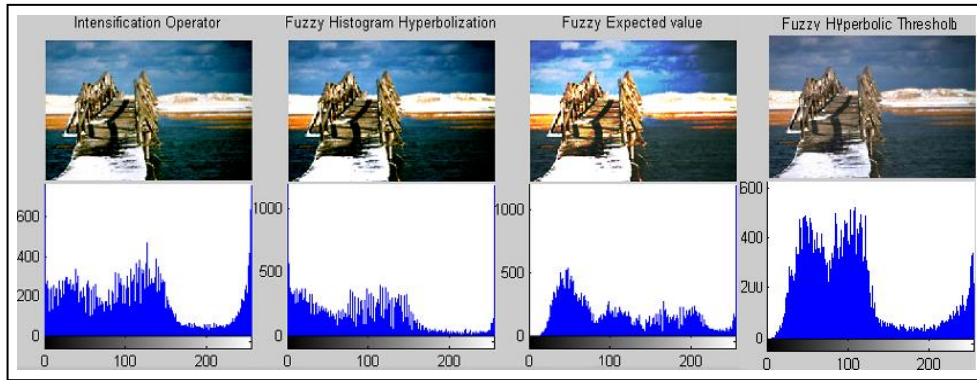 Intensification Operator
Fuzzy Histogram Hyperbolization
Fuzzy Expected value
Fuzzy Hyperbolic Thresholb
600
400
200
0
0 100 200
1000
500
0
0 100 200
1000
500
0
0 100 200
600
400
200
0
0 100 200